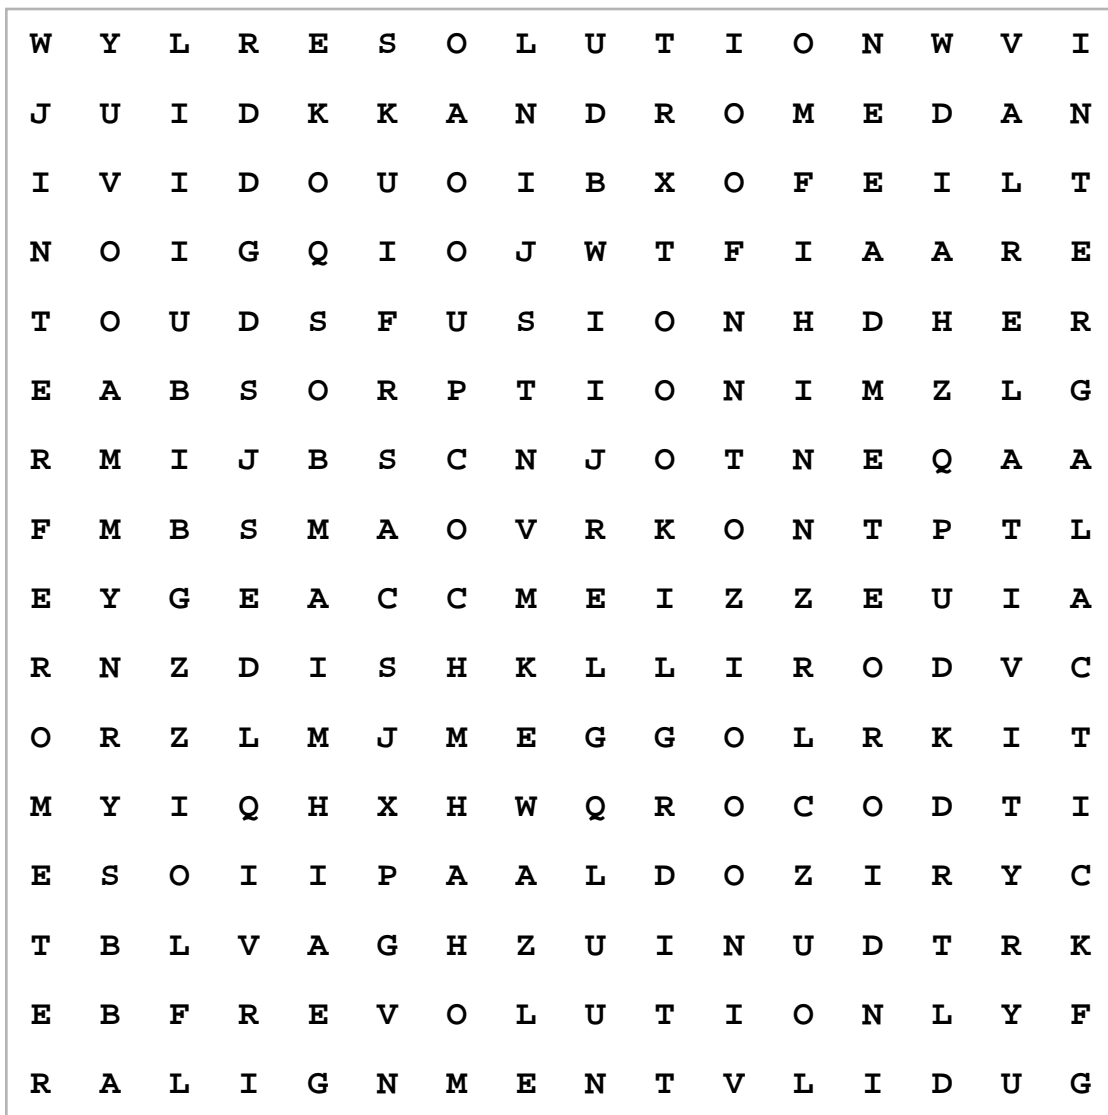 W Y L R E S O L U T I O N W V I
J U I D K K A N D R O M E D A N
I V I D O U O I B X O F E I L T
N O I G Q I O J W T F I A A R E
T O U D S F U S I O N H D H E R
E A B S O R P T I O N I M Z L G
R M I J B S C N J O T N E Q A A
F M B S M A O V R K O N T P T L
E Y G E A C C M E I Z Z E U I A
R N Z D I S H K L L I R O D V C
O R Z L M J M E G G O L R K I T
M Y I Q H X H W Q R O C O D T I
E S O I I P A A L D O Z I R Y C
T B L V A G H Z U I N U D T R K
E B F R E V O L U T I O N L Y F
R A L I G N M E N T V L I D U G